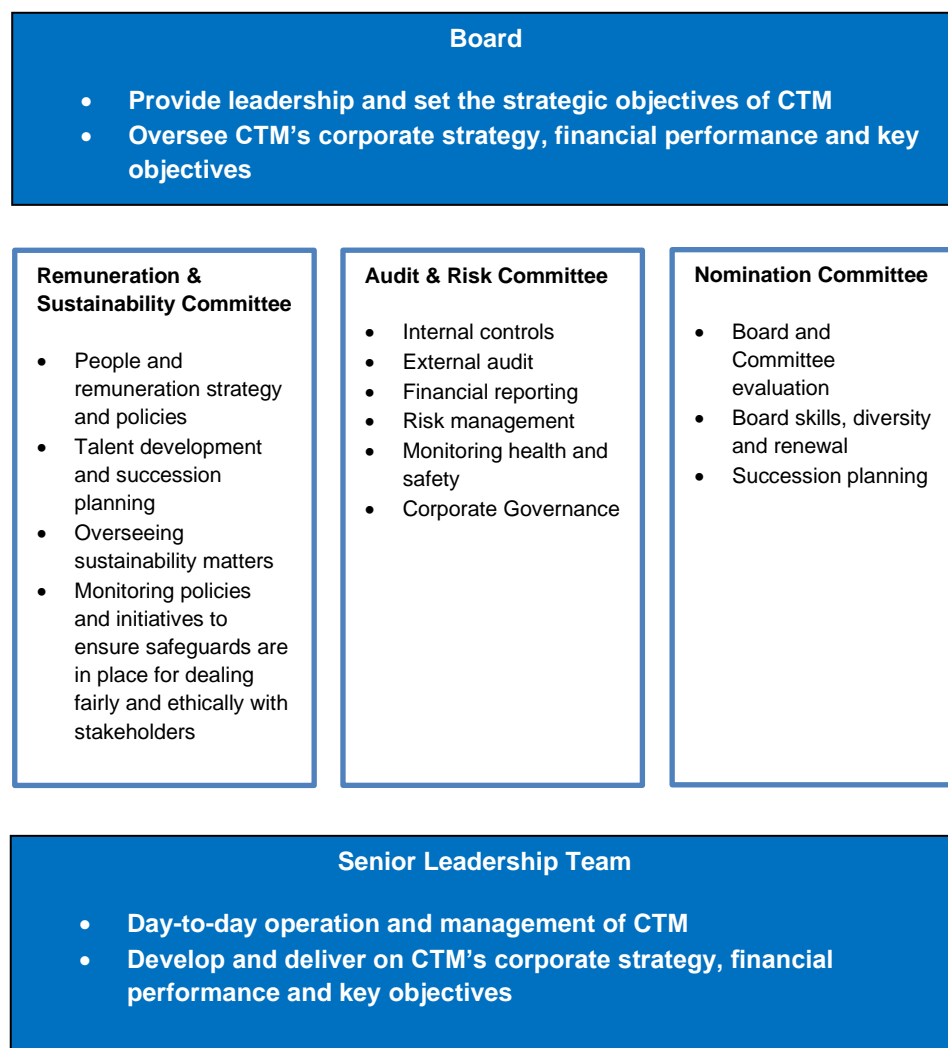 Board
• Provide leadership and set the strategic objectives of CTM
• Oversee CTM’s corporate strategy, financial performance and key
objectives
Remuneration &
Sustainability Committee
• People and
remuneration strategy
and policies
• Talent development
and succession
planning
• Overseeing
sustainability matters
• Monitoring policies
and initiatives to
ensure safeguards are
in place for dealing
fairly and ethically with
stakeholders
Audit & Risk Committee
• Internal controls
• External audit
• Financial reporting
• Risk management
• Monitoring health and
safety
• Corporate Governance
Nomination Committee
• Board and
Committee
evaluation
• Board skills, diversity
and renewal
• Succession planning
Senior Leadership Team
• Day-to-day operation and management of CTM
• Develop and deliver on CTM’s corporate strategy, financial
performance and key objectives